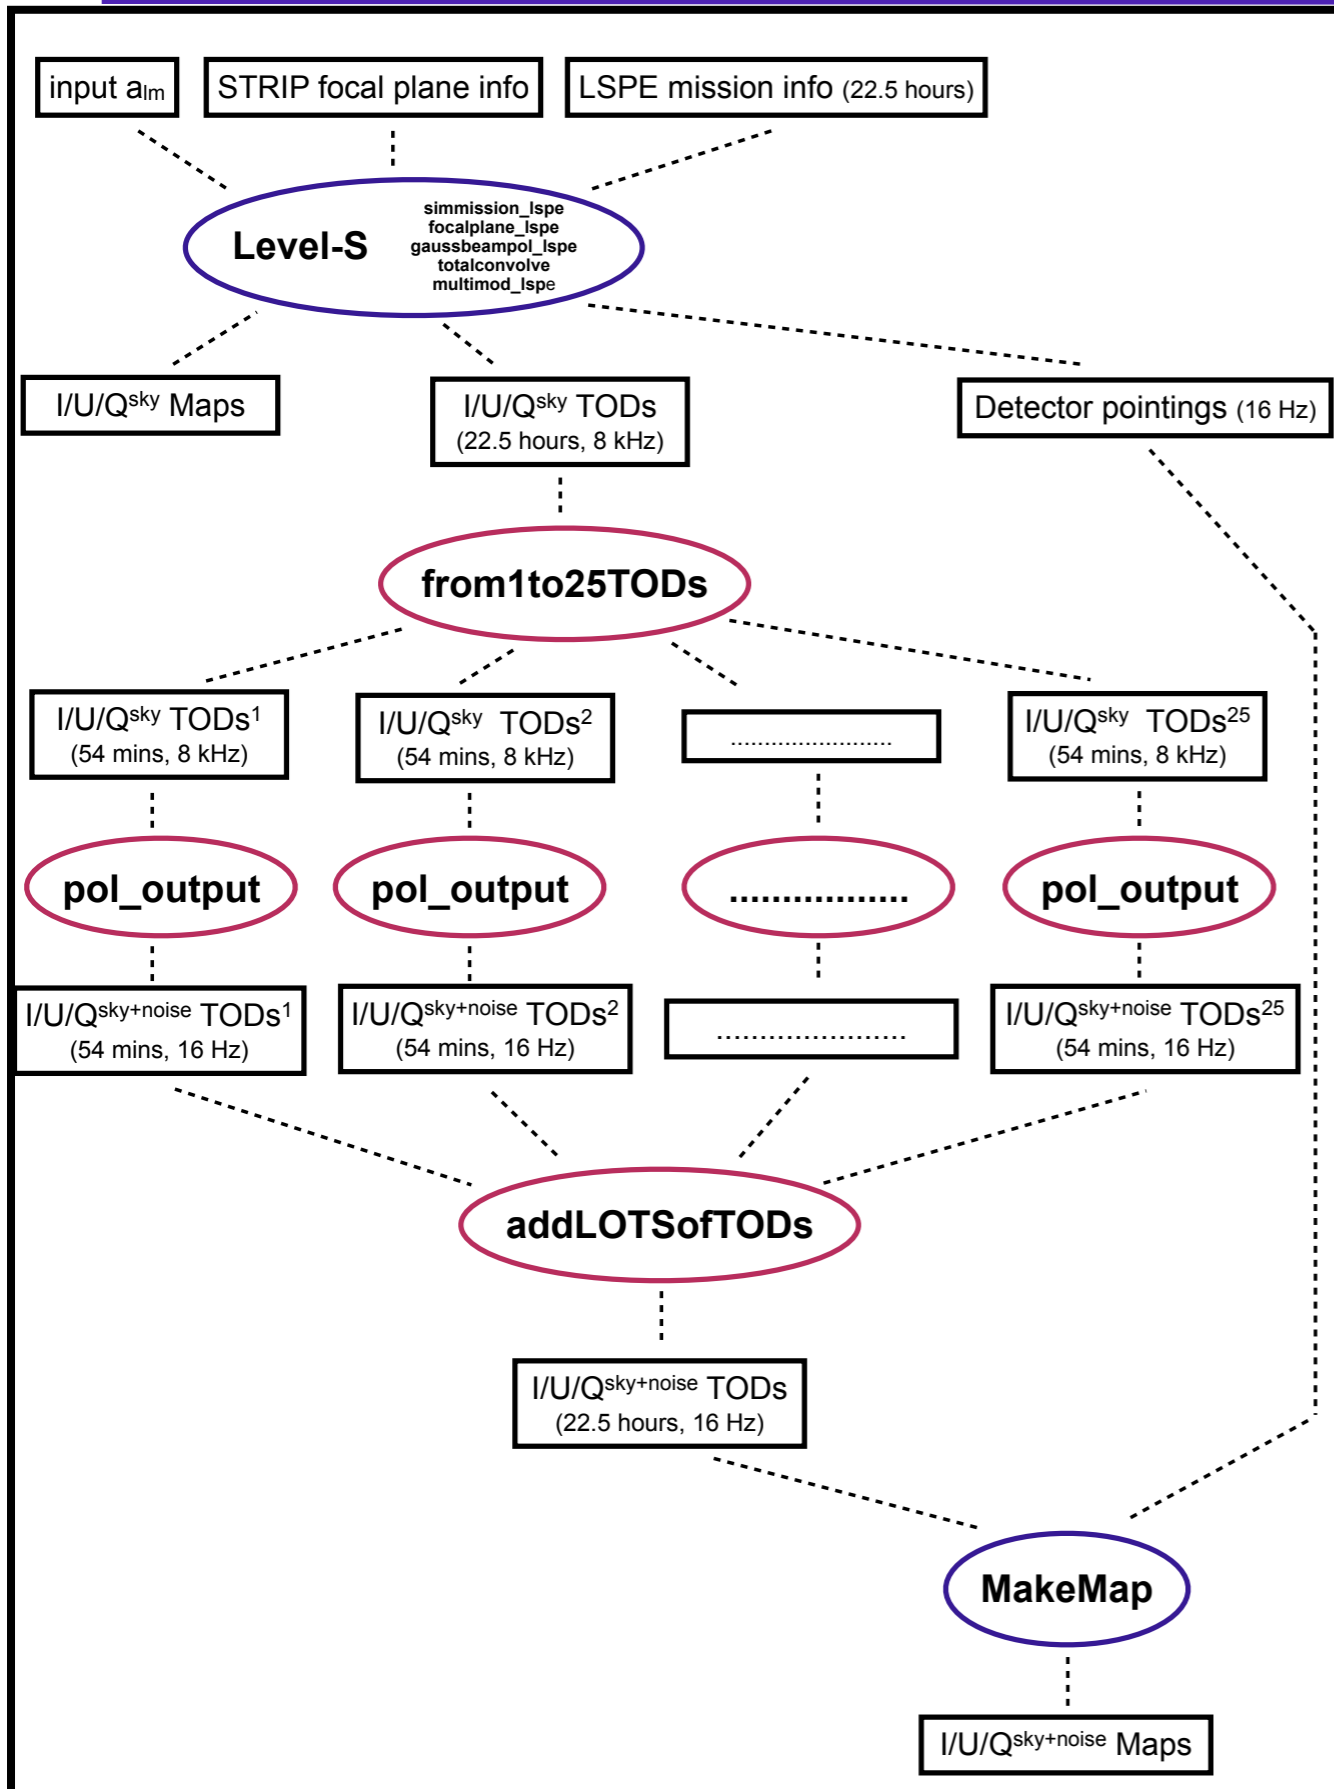 input alm
STRIP focal plane info
LSPE mission info (22.5 hours)
Level-S
simmission_lspe
focalplane_lspe
gaussbeampol_lspe
totalconvolve
multimod_lspe
I/U/Qsky Maps
I/U/Qsky TODs
(22.5 hours, 8 kHz)
Detector pointings (16 Hz)
from1to25TODs
I/U/Qsky TODs1
(54 mins, 8 kHz)
I/U/Qsky TODs2
(54 mins, 8 kHz)
........................
I/U/Qsky TODs25
(54 mins, 8 kHz)
pol_output
pol_output
.................
pol_output
I/U/Qsky+noise TODs1
(54 mins, 16 Hz)
I/U/Qsky+noise TODs2
(54 mins, 16 Hz)
........................
I/U/Qsky+noise TODs25
(54 mins, 16 Hz)
addLOTSofTODs
I/U/Qsky+noise TODs
(22.5 hours, 16 Hz)
MakeMap
I/U/Qsky+noise Maps